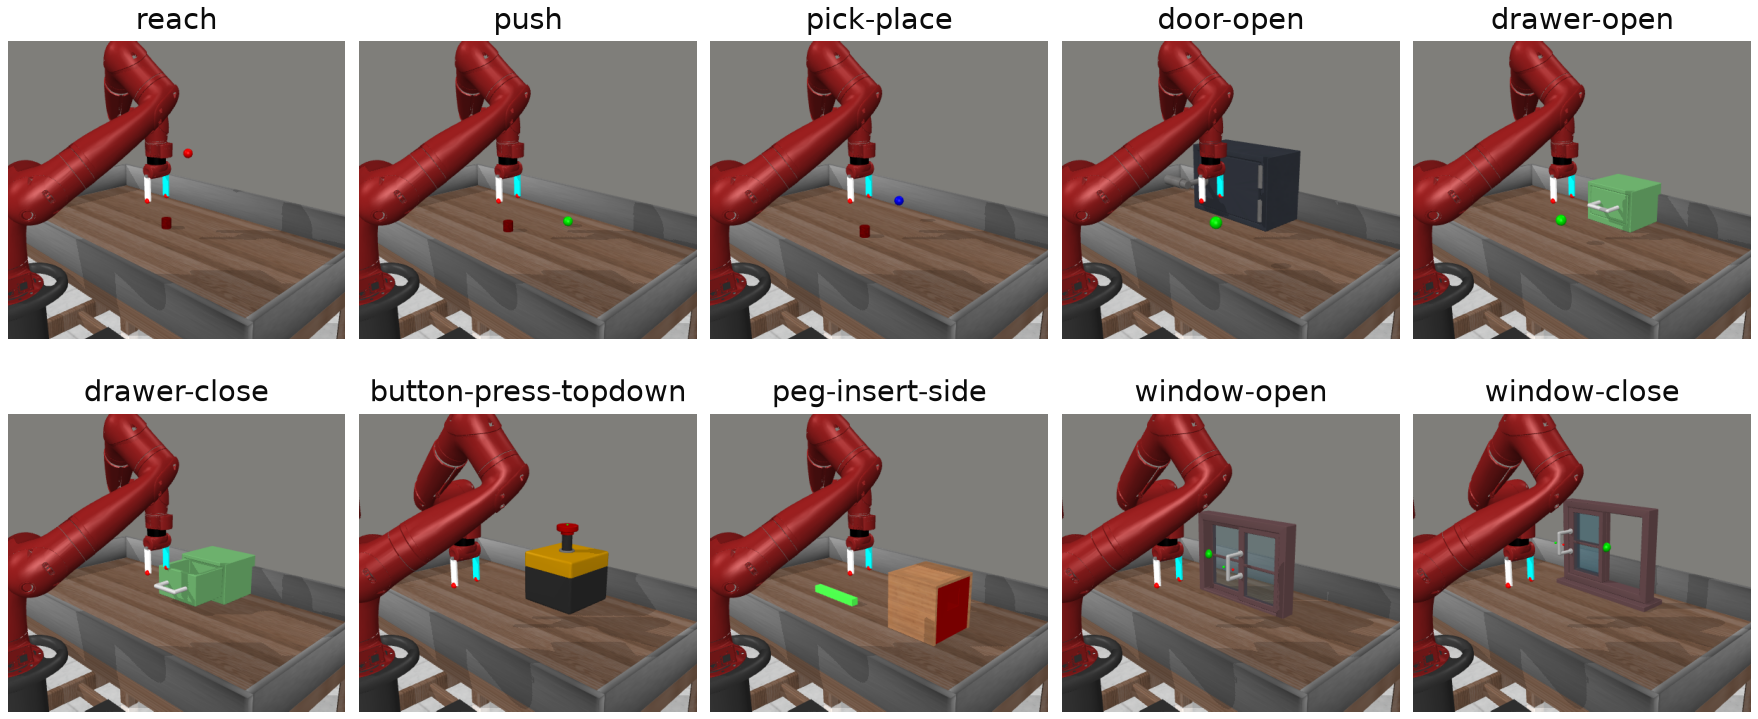 reach
push
pick-place
door-open
drawer-open
drawer-close
button-press-topdown
peg-insert-side
window-open
window-close